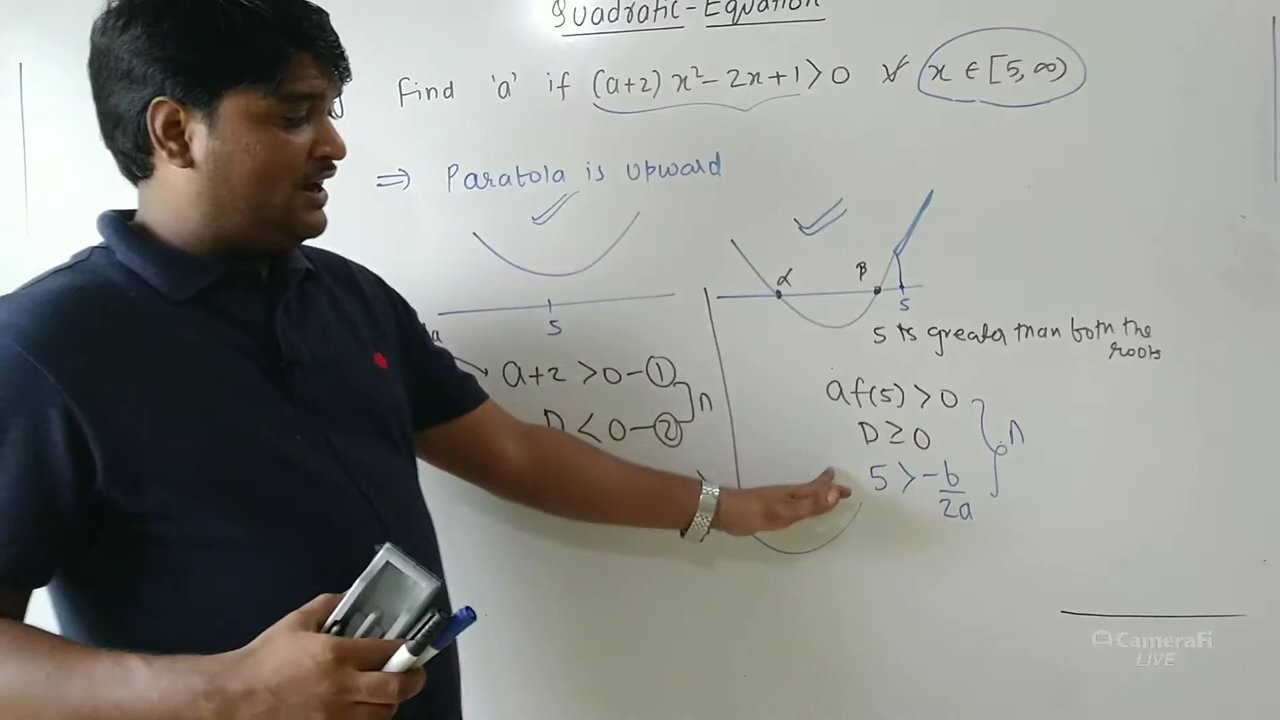 Quadratic - Equation
Find 'a' if (a+2) x² - 2x + 1 > 0 ∀ x ∈ [5, ∞)
⇒ Parabola is upward
α β
5
5
5 is greater than both the
roots
a+2 > 0 - ①
D < 0 - ②
∩
a f(5) > 0
D ≥ 0
5 > -b/2a
∩
CameraFi
LIVE